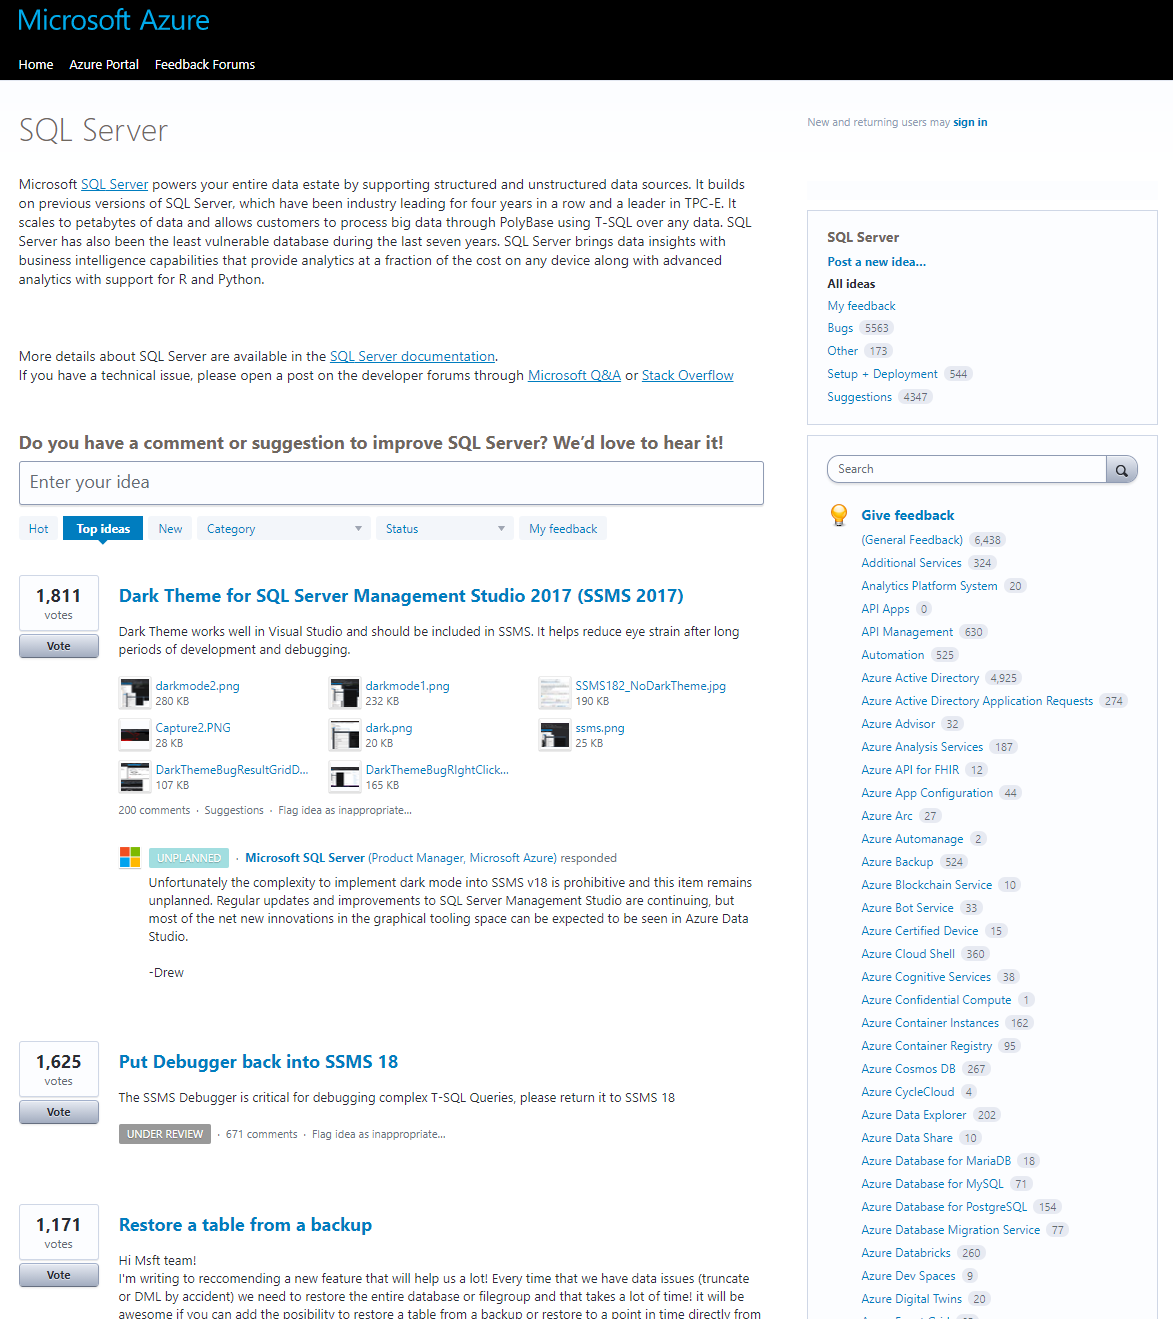 Microsoft Azure
Home Azure Portal Feedback Forums
SQL Server
New and returning users may sign in
Microsoft SQL Server powers your entire data estate by supporting structured and unstructured data sources. It builds
on previous versions of SQL Server, which have been industry leading for four years in a row and a leader in TPC-E. It
scales to petabytes of data and allows customers to process big data through PolyBase using T-SQL over any data. SQL
Server has also been the least vulnerable database during the last seven years. SQL Server brings data insights with
business intelligence capabilities that provide analytics at a fraction of the cost on any device along with advanced
analytics with support for R and Python.
More details about SQL Server are available in the SQL Server documentation.
If you have a technical issue, please open a post on the developer forums through Microsoft Q&A or Stack Overflow
Do you have a comment or suggestion to improve SQL Server? We’d love to hear it!
Enter your idea
Hot Top ideas New Category Status My feedback
1,811
votes
Vote
Dark Theme for SQL Server Management Studio 2017 (SSMS 2017)
Dark Theme works well in Visual Studio and should be included in SSMS. It helps reduce eye strain after long
periods of development and debugging.
darkmode2.png
280 KB
darkmode1.png
232 KB
SSMS182_NoDarkTheme.jpg
190 KB
Capture2.PNG
28 KB
dark.png
20 KB
ssms.png
25 KB
DarkThemeBugResultGridD...
107 KB
DarkThemeBugRIghtClick...
165 KB
200 comments · Suggestions · Flag idea as inappropriate...
UNPLANNED · Microsoft SQL Server (Product Manager, Microsoft Azure) responded
Unfortunately the complexity to implement dark mode into SSMS v18 is prohibitive and this item remains
unplanned. Regular updates and improvements to SQL Server Management Studio are continuing, but
most of the net new innovations in the graphical tooling space can be expected to be seen in Azure Data
Studio.
-Drew
1,625
votes
Vote
Put Debugger back into SSMS 18
The SSMS Debugger is critical for debugging complex T-SQL Queries, please return it to SSMS 18
UNDER REVIEW · 671 comments · Flag idea as inappropriate...
1,171
votes
Vote
Restore a table from a backup
Hi Msft team!
I'm writing to reccomending a new feature that will help us a lot! Every time that we have data issues (truncate
or DML by accident) we need to restore the entire database or filegroup and that takes a lot of time! it will be
awesome if you can add the posibility to restore a table from a backup or restore to a point in time directly from
SQL Server
Post a new idea...
All ideas
My feedback
Bugs 5563
Other 173
Setup + Deployment 544
Suggestions 4347
Search
Give feedback
(General Feedback) 6,438
Additional Services 324
Analytics Platform System 20
API Apps 0
API Management 630
Automation 525
Azure Active Directory 4,925
Azure Active Directory Application Requests 274
Azure Advisor 32
Azure Analysis Services 187
Azure API for FHIR 12
Azure App Configuration 44
Azure Arc 27
Azure Automanage 2
Azure Backup 524
Azure Blockchain Service 10
Azure Bot Service 33
Azure Certified Device 15
Azure Cloud Shell 360
Azure Cognitive Services 38
Azure Confidential Compute 1
Azure Container Instances 162
Azure Container Registry 95
Azure Cosmos DB 267
Azure CycleCloud 4
Azure Data Explorer 202
Azure Data Share 10
Azure Database for MariaDB 18
Azure Database for MySQL 71
Azure Database for PostgreSQL 154
Azure Database Migration Service 77
Azure Databricks 260
Azure Dev Spaces 9
Azure Digital Twins 20